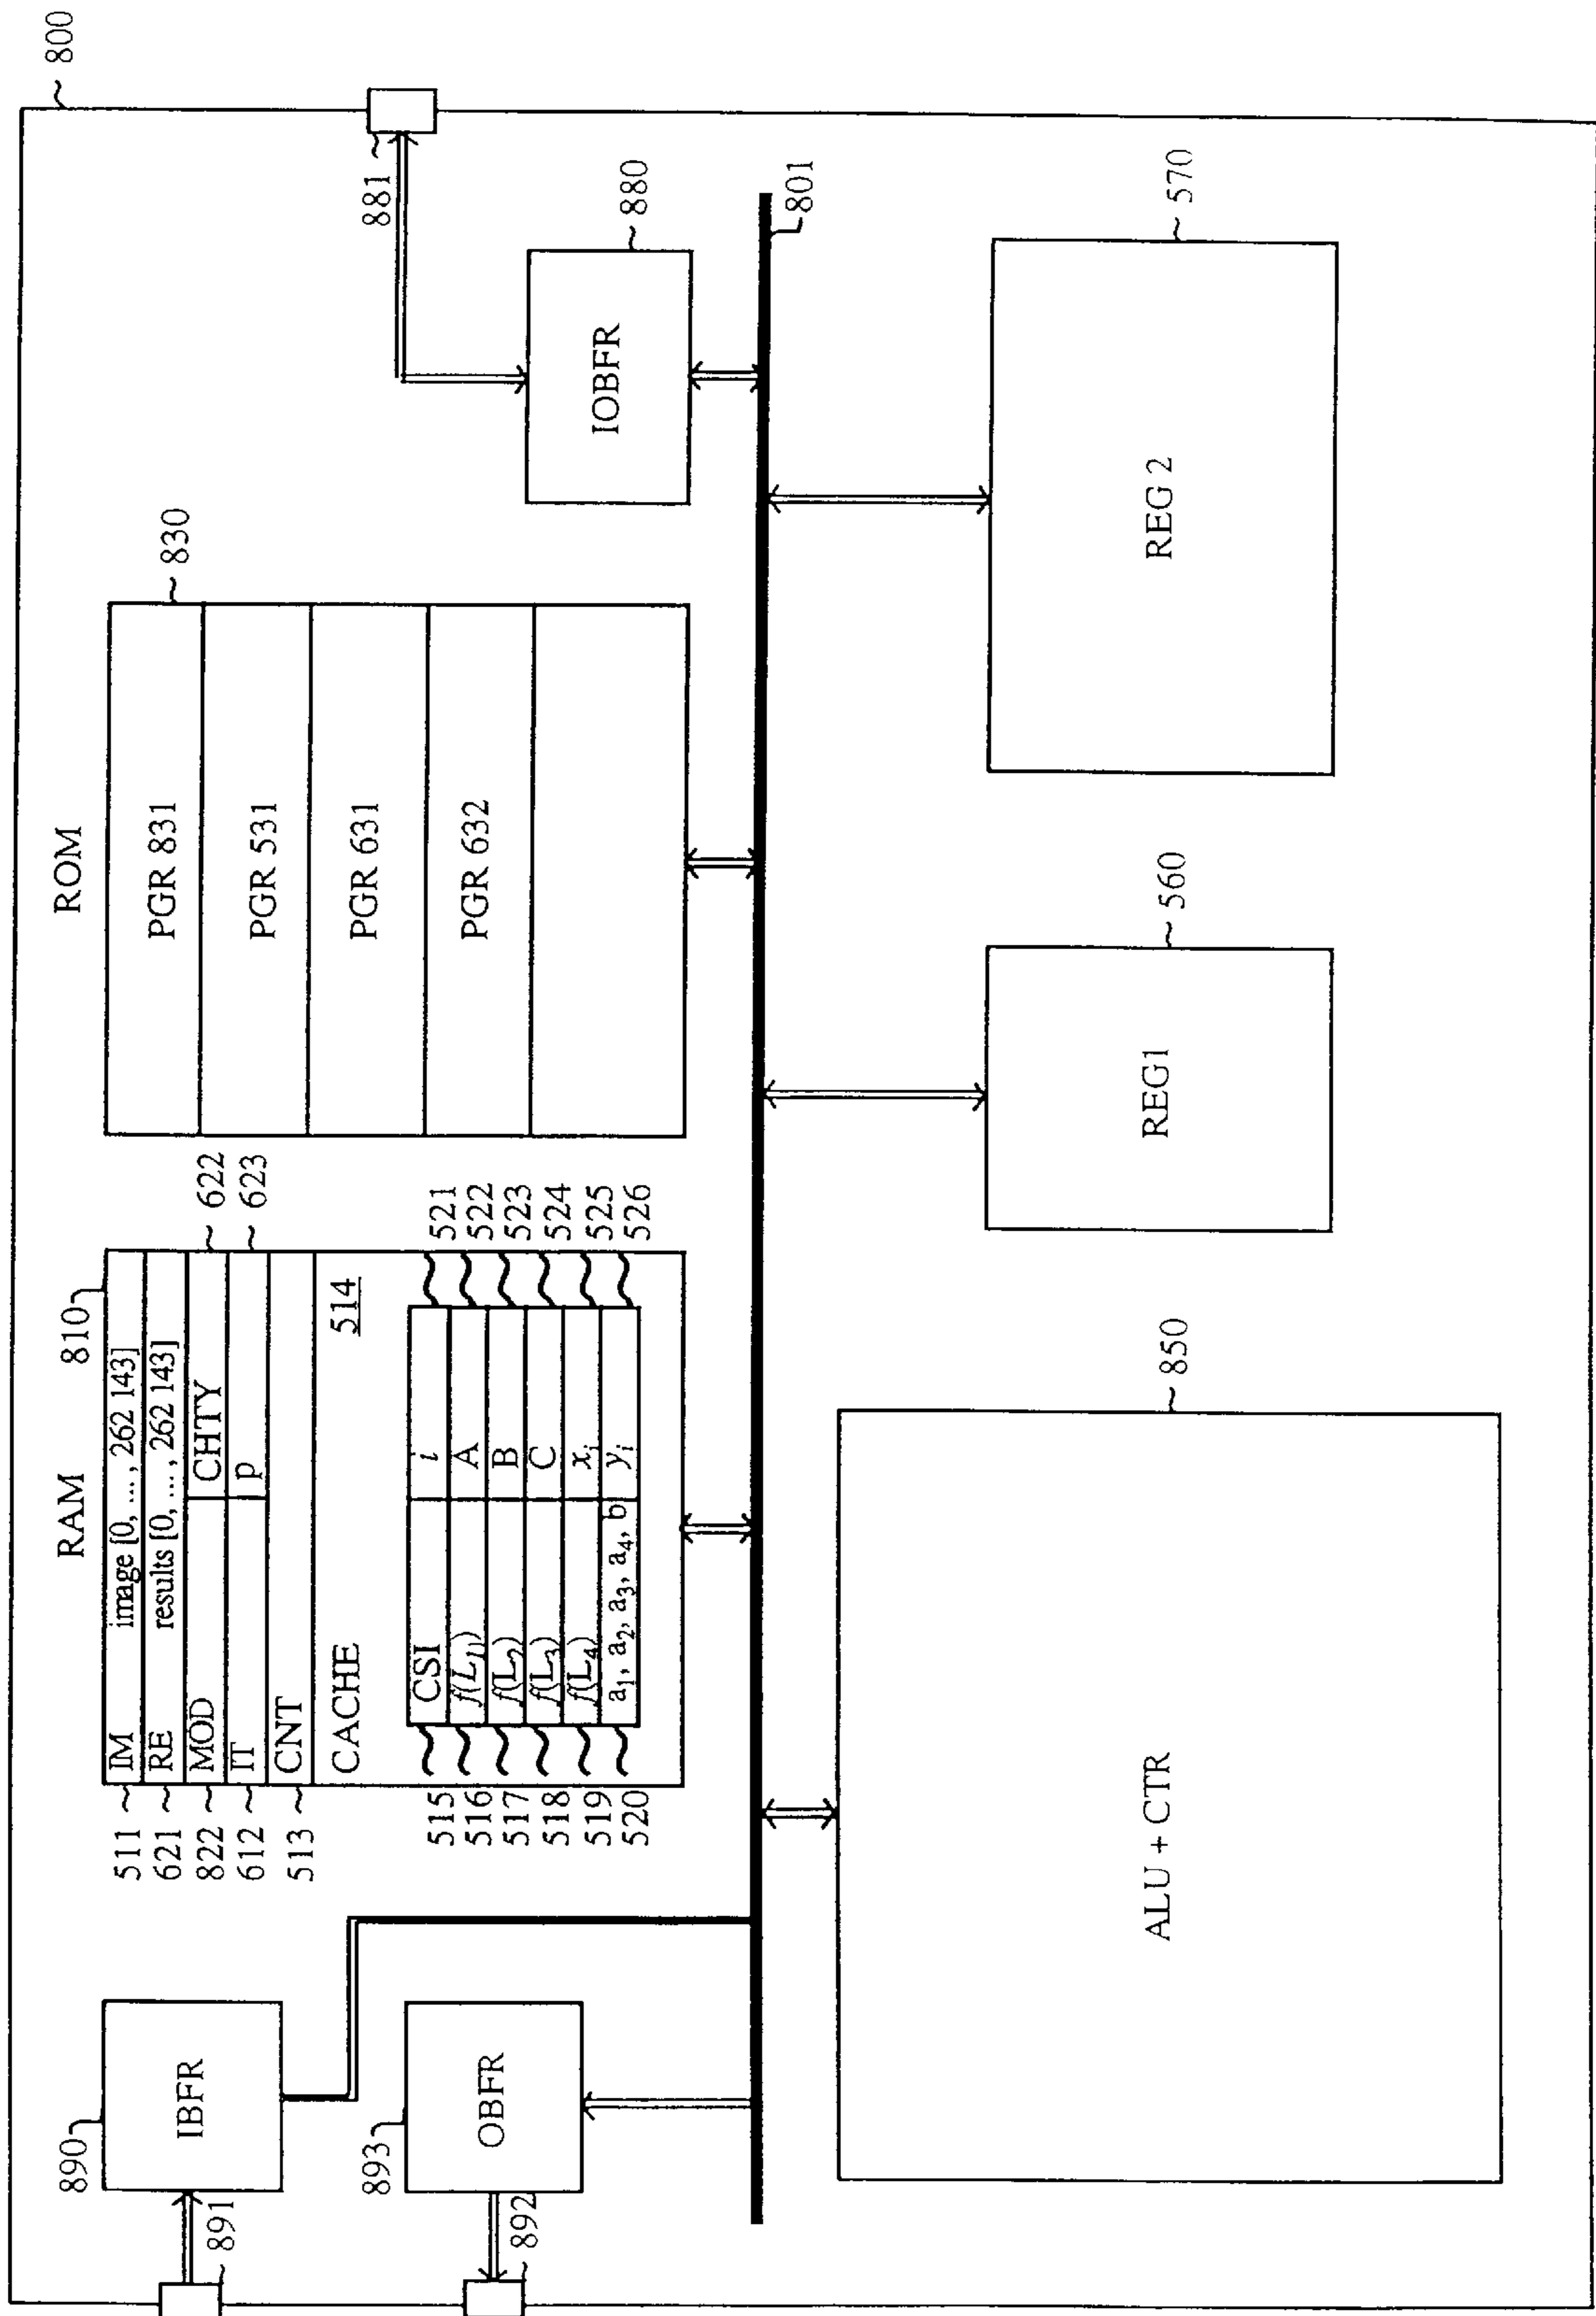 800
RAM
810
ROM
830
890
IBFR
891
893
OBFR
892
511
IM image [0, ... , 262 143]
621
RE results [0, ... , 262 143]
822
MOD CHTY
622
612
IT p
623
513
CNT
CACHE
514
515 CSI i 521
516 f(L1) A 522
517 f(L2) B 523
518 f(L3) C 524
519 f(L4) xi 525
520 a1, a2, a3, a4, b yi 526
PGR 831
PGR 531
PGR 631
PGR 632
881
880
IOBFR
801
850
ALU + CTR
560
REG1
570
REG 2